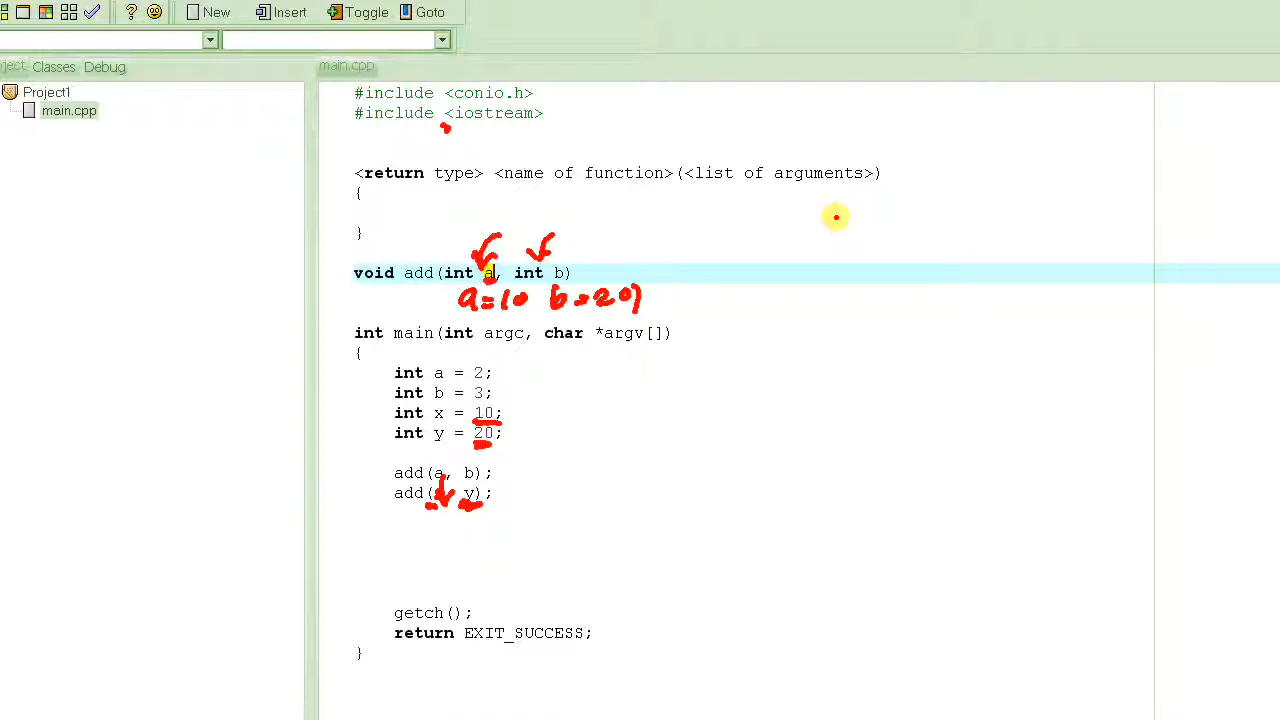 New Insert Toggle Goto
ject Classes Debug
main.cpp
Project1
main.cpp
#include <conio.h>
#include <iostream>
<return type> <name of function>(<list of arguments>)
{
}
void add(int a, int b)
a=10 b=20
int main(int argc, char *argv[])
{
int a = 2;
int b = 3;
int x = 10;
int y = 20;
add(a, b);
add( y);
getch();
return EXIT_SUCCESS;
}